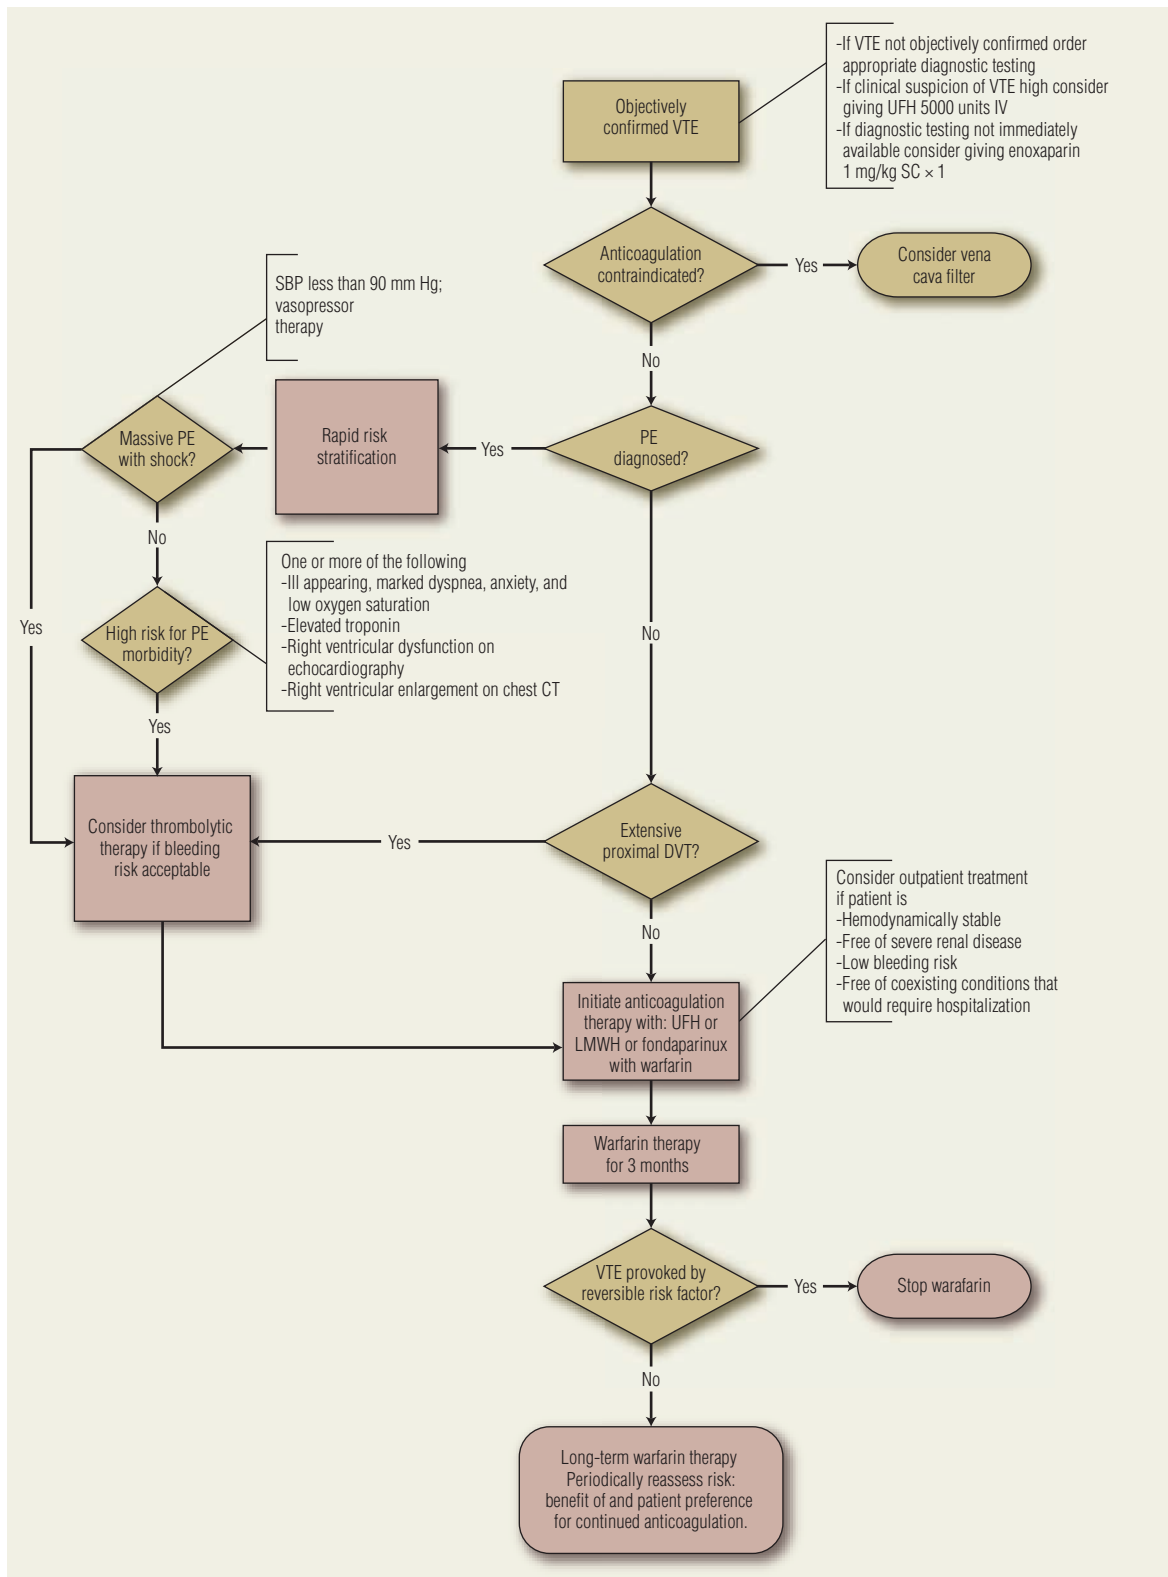 -If VTE not objectively confirmed order
appropriate diagnostic testing
-If clinical suspicion of VTE high consider
giving UFH 5000 units IV
-If diagnostic testing not immediately
available consider giving enoxaparin
1 mg/kg SC × 1
Objectively
confirmed VTE
Anticoagulation
contraindicated?
Yes
Consider vena
cava filter
No
SBP less than 90 mm Hg;
vasopressor
therapy
PE
diagnosed?
Yes
Rapid risk
stratification
Massive PE
with shock?
No
Yes
One or more of the following
-Ill appearing, marked dyspnea, anxiety, and
low oxygen saturation
-Elevated troponin
-Right ventricular dysfunction on
echocardiography
-Right ventricular enlargement on chest CT
High risk for PE
morbidity?
Yes
No
Consider thrombolytic
therapy if bleeding
risk acceptable
Yes
Extensive
proximal DVT?
No
Consider outpatient treatment
if patient is
-Hemodynamically stable
-Free of severe renal disease
-Low bleeding risk
-Free of coexisting conditions that
would require hospitalization
Initiate anticoagulation
therapy with: UFH or
LMWH or fondaparinux
with warfarin
Warfarin therapy
for 3 months
VTE provoked by
reversible risk factor?
Yes
Stop warafarin
No
Long-term warfarin therapy
Periodically reassess risk:
benefit of and patient preference
for continued anticoagulation.